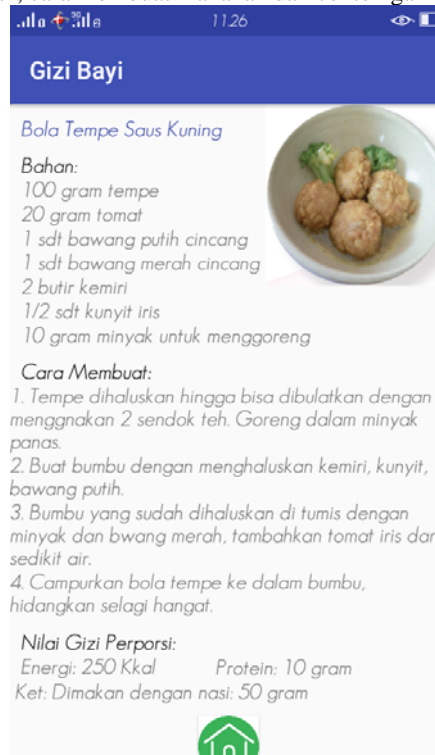 11.26
Gizi Bayi
Bola Tempe Saus Kuning
Bahan:
100 gram tempe
20 gram tomat
1 sdt bawang putih cincang
1 sdt bawang merah cincang
2 butir kemiri
1/2 sdt kunyit iris
10 gram minyak untuk menggoreng
Cara Membuat:
1. Tempe dihaluskan hingga bisa dibulatkan dengan
menggnakan 2 sendok teh. Goreng dalam minyak
panas.
2. Buat bumbu dengan menghaluskan kemiri, kunyit,
bawang putih.
3. Bumbu yang sudah dihaluskan di tumis dengan
minyak dan bwang merah, tambahkan tomat iris dan
sedikit air.
4. Campurkan bola tempe ke dalam bumbu,
hidangkan selagi hangat.
Nilai Gizi Perporsi:
Energi: 250 Kkal Protein: 10 gram
Ket: Dimakan dengan nasi: 50 gram